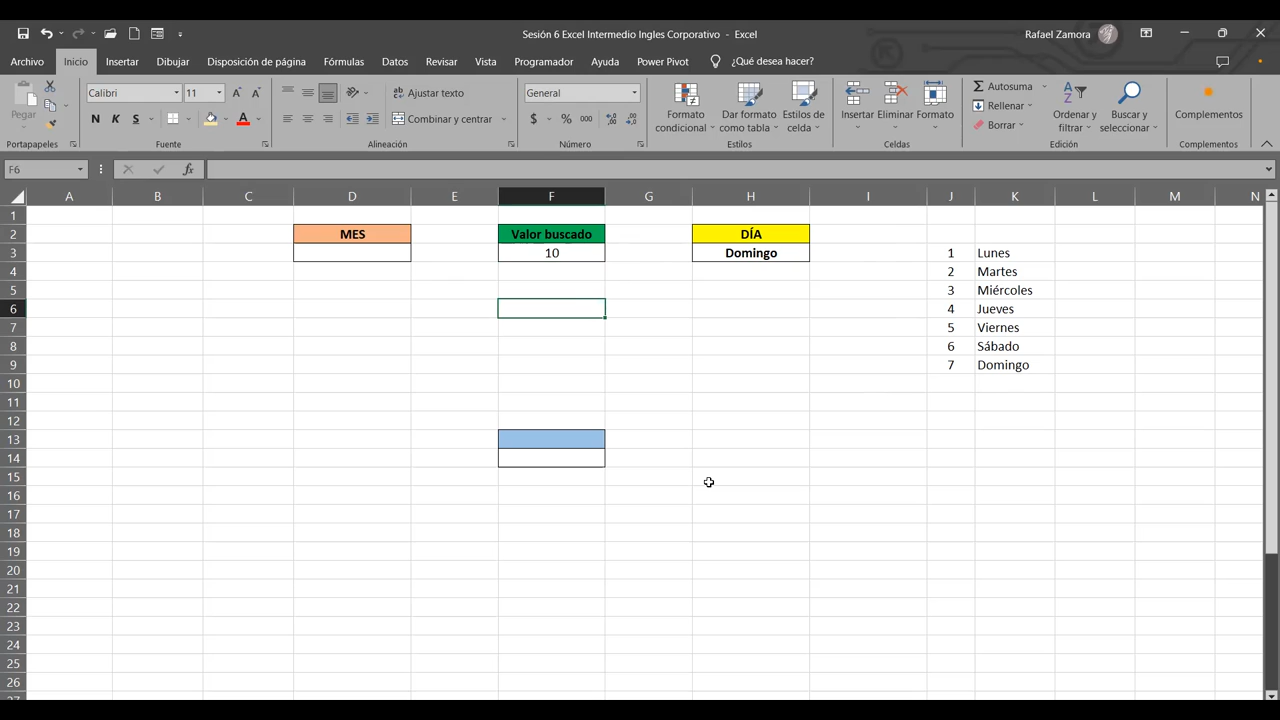 Sesión 6 Excel Intermedio Ingles Corporativo - Excel
Rafael Zamora
Archivo Inicio Insertar Dibujar Disposición de página Fórmulas Datos Revisar Vista Programador Ayuda Power Pivot ¿Qué desea hacer?
Pegar
Calibri 11
N K S
Ajustar texto
Combinar y centrar
General
$ % 000
Formato condicional
Dar formato como tabla
Estilos de celda
Insertar
Eliminar
Formato
Autosuma
Rellenar
Borrar
Ordenar y filtrar
Buscar y seleccionar
Complementos
Portapapeles Fuente Alineación Número Estilos Celdas Edición Complementos
F6 fx
A B C D E F G H I J K L M N
1
2 MES Valor buscado DÍA
3 10 Domingo 1 Lunes
4 2 Martes
5 3 Miércoles
6 4 Jueves
7 5 Viernes
8 6 Sábado
9 7 Domingo
10
11
12
13
14
15
16
17
18
19
20
21
22
23
24
25
26